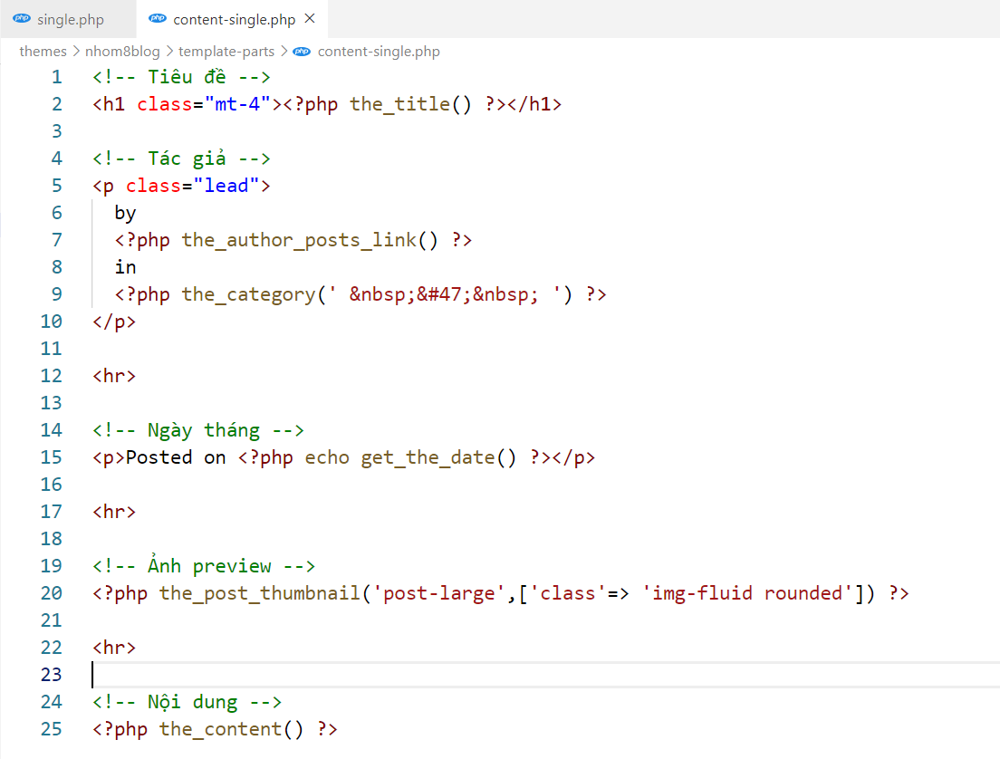 single.php content-single.php
themes > nhom8blog > template-parts > content-single.php
1 <!-- Tiêu đề -->
2 <h1 class="mt-4"><?php the_title() ?></h1>
3
4 <!-- Tác giả -->
5 <p class="lead">
6 by
7 <?php the_author_posts_link() ?>
8 in
9 <?php the_category(' &nbsp;&#47;&nbsp; ') ?>
10 </p>
11
12 <hr>
13
14 <!-- Ngày tháng -->
15 <p>Posted on <?php echo get_the_date() ?></p>
16
17 <hr>
18
19 <!-- Ảnh preview -->
20 <?php the_post_thumbnail('post-large',['class'=> 'img-fluid rounded']) ?>
21
22 <hr>
23
24 <!-- Nội dung -->
25 <?php the_content() ?>